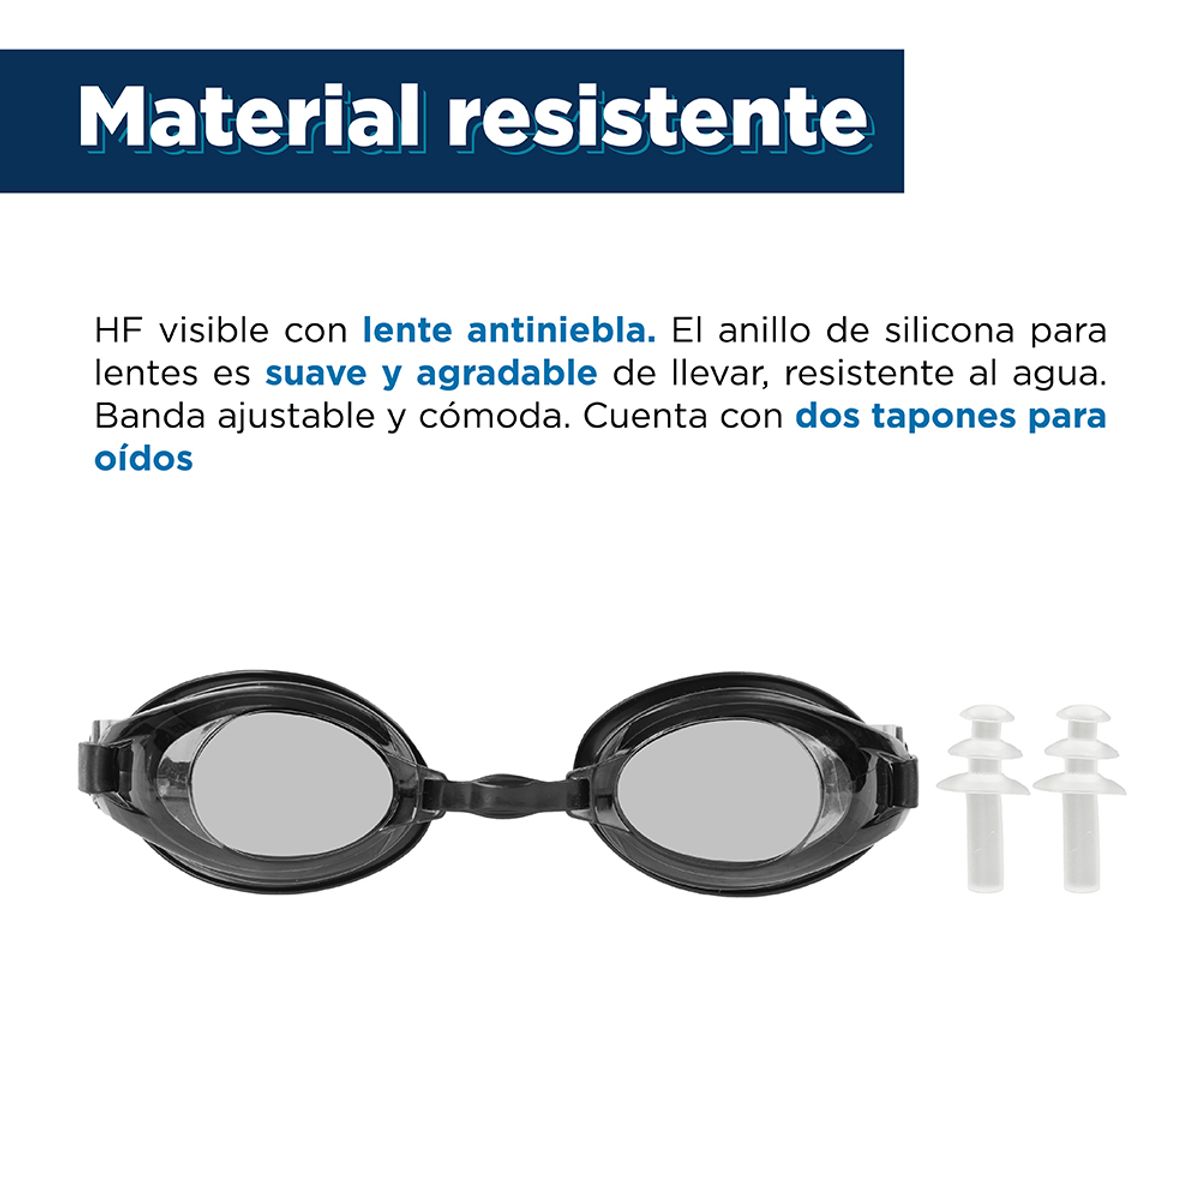 Material resistente
HF visible con lente antiniebla. El anillo de silicona para
lentes es suave y agradable de llevar, resistente al agua.
Banda ajustable y cómoda. Cuenta con dos tapones para
oídos